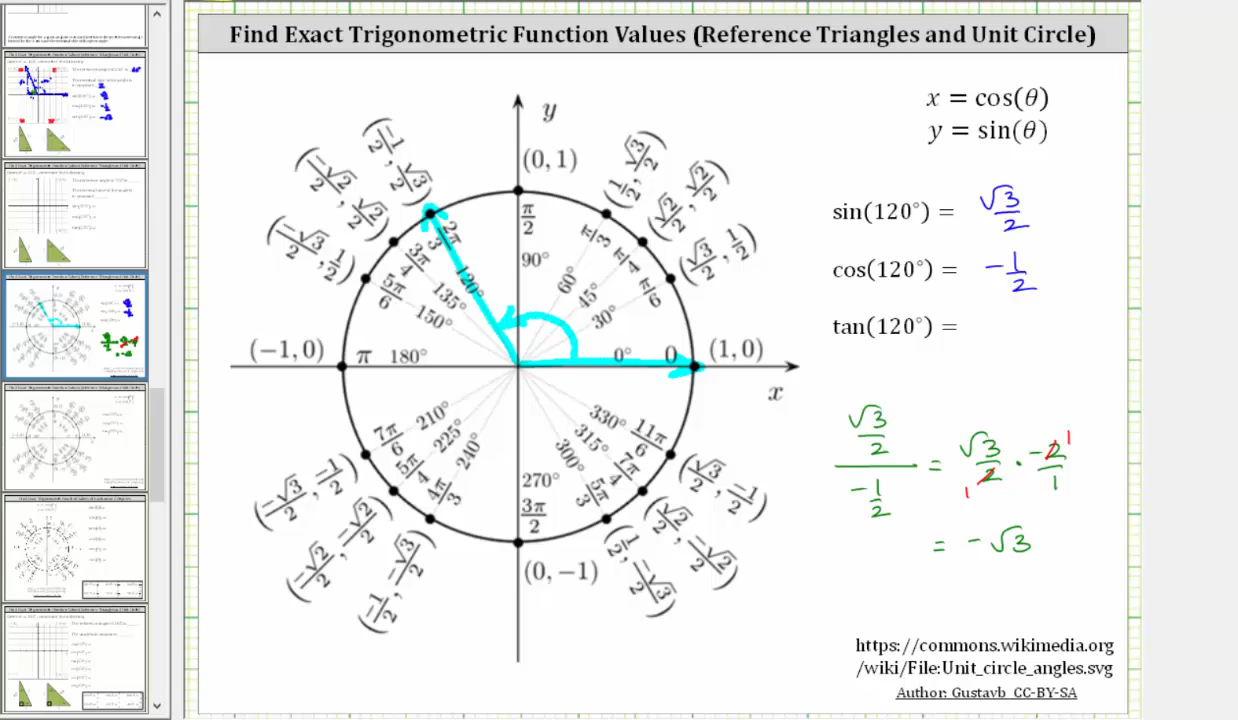 Find Exact Trigonometric Function Values (Reference Triangles and Unit Circle)
x = cos(θ)
y = sin(θ)
sin(120°) = √3/2
cos(120°) = -1/2
tan(120°) =
(√3/2)/(-1/2) = √3/2 · -2/1
1
1
= -√3
y
x
(0, 1)
(-1/2, √3/2)
(-√2/2, √2/2)
(-√3/2, 1/2)
(1/2, √3/2)
(√2/2, √2/2)
(√3/2, 1/2)
π/2
90°
2π/3
120°
3π/4
135°
5π/6
150°
π/3
60°
π/4
45°
π/6
30°
(-1, 0)
π 180°
0° 0
(1, 0)
7π/6
210°
5π/4
225°
4π/3
240°
270°
3π/2
300°
5π/3
315°
7π/4
330°
11π/6
(-√3/2, -1/2)
(-√2/2, -√2/2)
(-1/2, -√3/2)
(0, -1)
(1/2, -√3/2)
(√2/2, -√2/2)
(√3/2, -1/2)
https://commons.wikimedia.org
/wiki/File:Unit_circle_angles.svg
Author: Gustavb CC-BY-SA